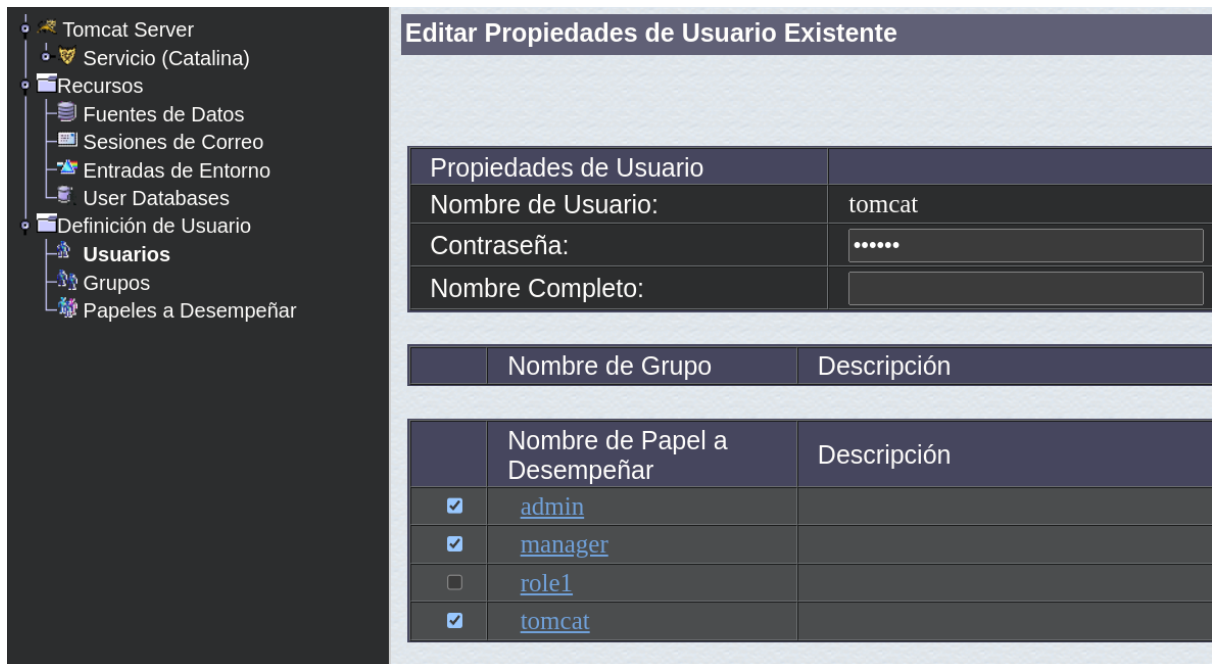 Tomcat Server
Servicio (Catalina)
Recursos
Fuentes de Datos
Sesiones de Correo
Entradas de Entorno
User Databases
Definición de Usuario
Usuarios
Grupos
Papeles a Desempeñar
Editar Propiedades de Usuario Existente
Propiedades de Usuario
Nombre de Usuario: tomcat
Contraseña: ••••••
Nombre Completo:
Nombre de Grupo Descripción
Nombre de Papel a
Desempeñar
Descripción
admin
manager
role1
tomcat